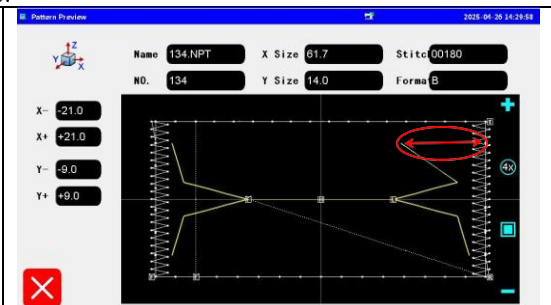 Pattern Preview
2025-04-26 14:29:58
Z
Y
X
Name 134.NPT X Size 61.7 Stitc 00180
NO. 134 Y Size 14.0 Forma B
X- -21.0
X+ +21.0
Y- -9.0
Y+ +9.0
4x